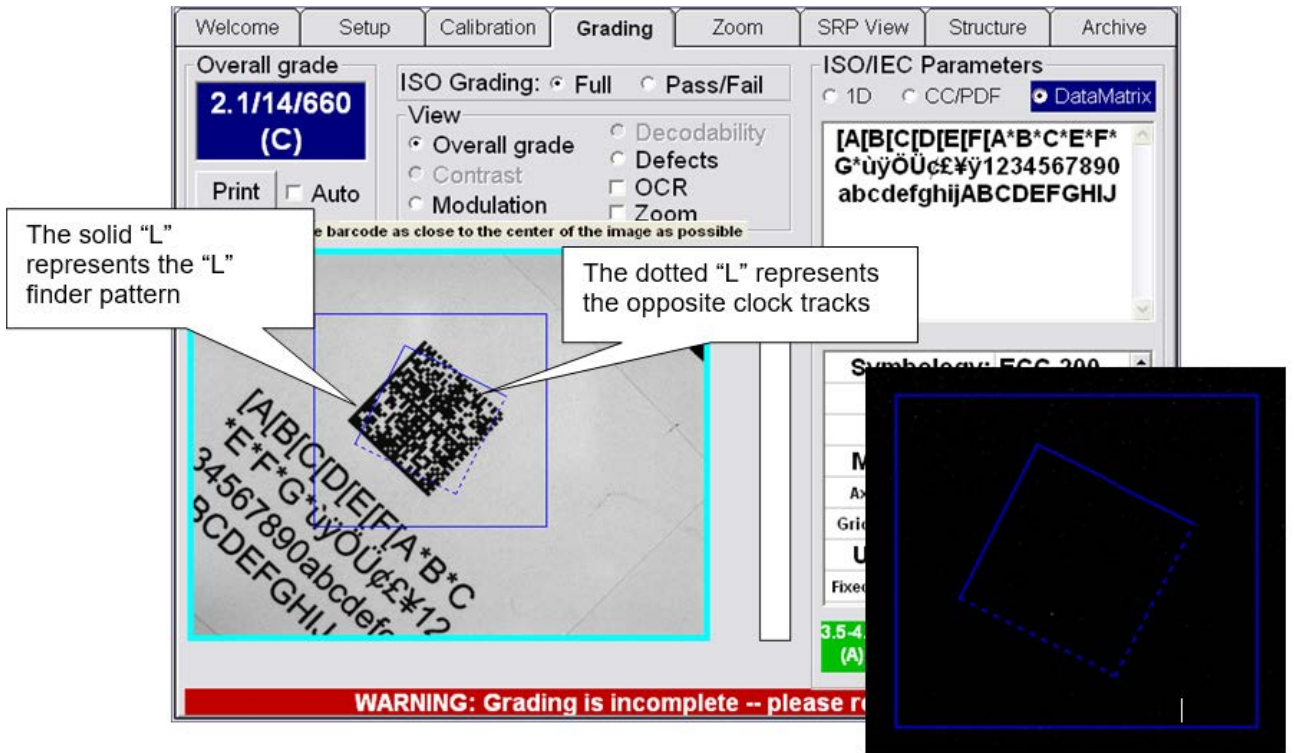 Welcome
Setup
Calibration
Grading
Zoom
SRP View
Structure
Archive
Overall grade
2.1/14/660
(C)
Print
Auto
ISO Grading: Full Pass/Fail
View
Overall grade
Contrast
Modulation
Decodability
Defects
OCR
Zoom
ISO/IEC Parameters
1D CC/PDF DataMatrix
[A[B[C[D[E[F[A*B*C*E*F*
G*ùÿÖÜ¢£¥ÿ1234567890
abcdefghijABCDEFGHIJ
barcode as close to the center of the image as possible
The solid “L”
represents the “L”
finder pattern
The dotted “L” represents
the opposite clock tracks
[A[B[C[D[E[F[A*B*C
*E*F*G*ùÿÖÜ¢£¥12
34567890abcdef
BCDEFGHIJ
Symbology: ECC 200
Fixed
3.5-4.
(A)
WARNING: Grading is incomplete -- please